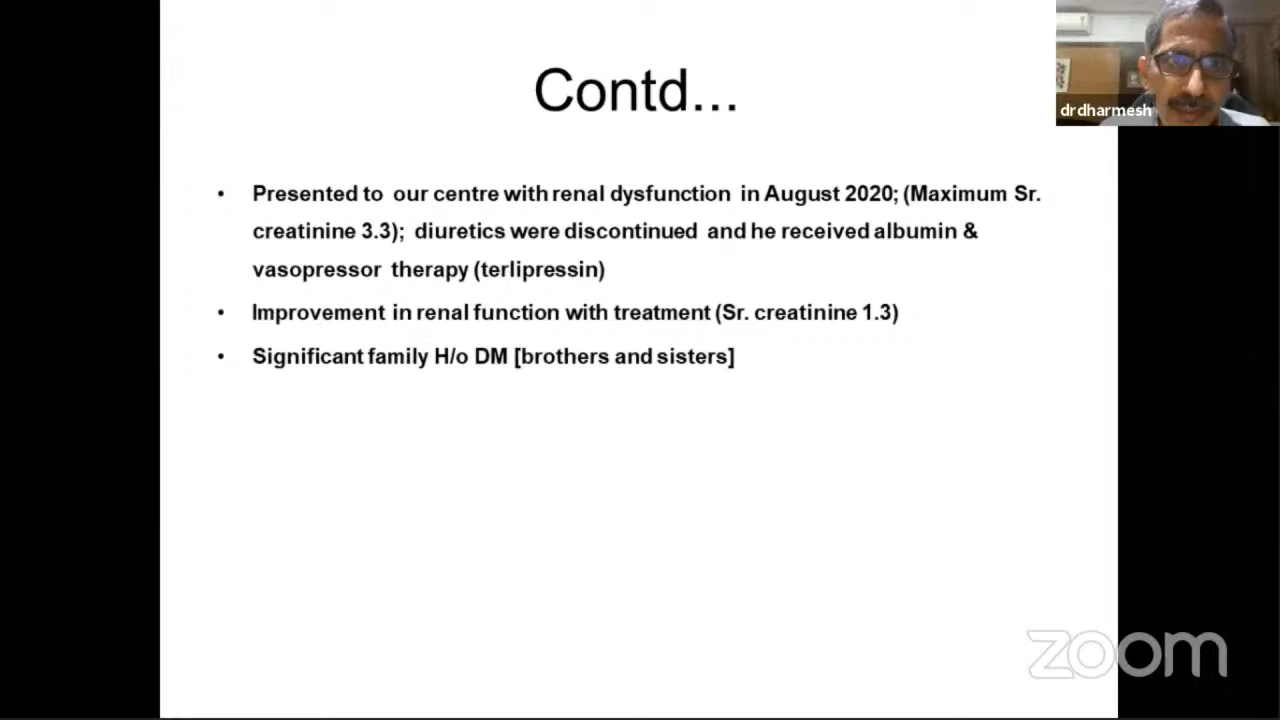 Contd...
drdharmesh
• Presented to our centre with renal dysfunction in August 2020; (Maximum Sr.
creatinine 3.3); diuretics were discontinued and he received albumin &
vasopressor therapy (terlipressin)
• Improvement in renal function with treatment (Sr. creatinine 1.3)
• Significant family H/o DM [brothers and sisters]
zoom